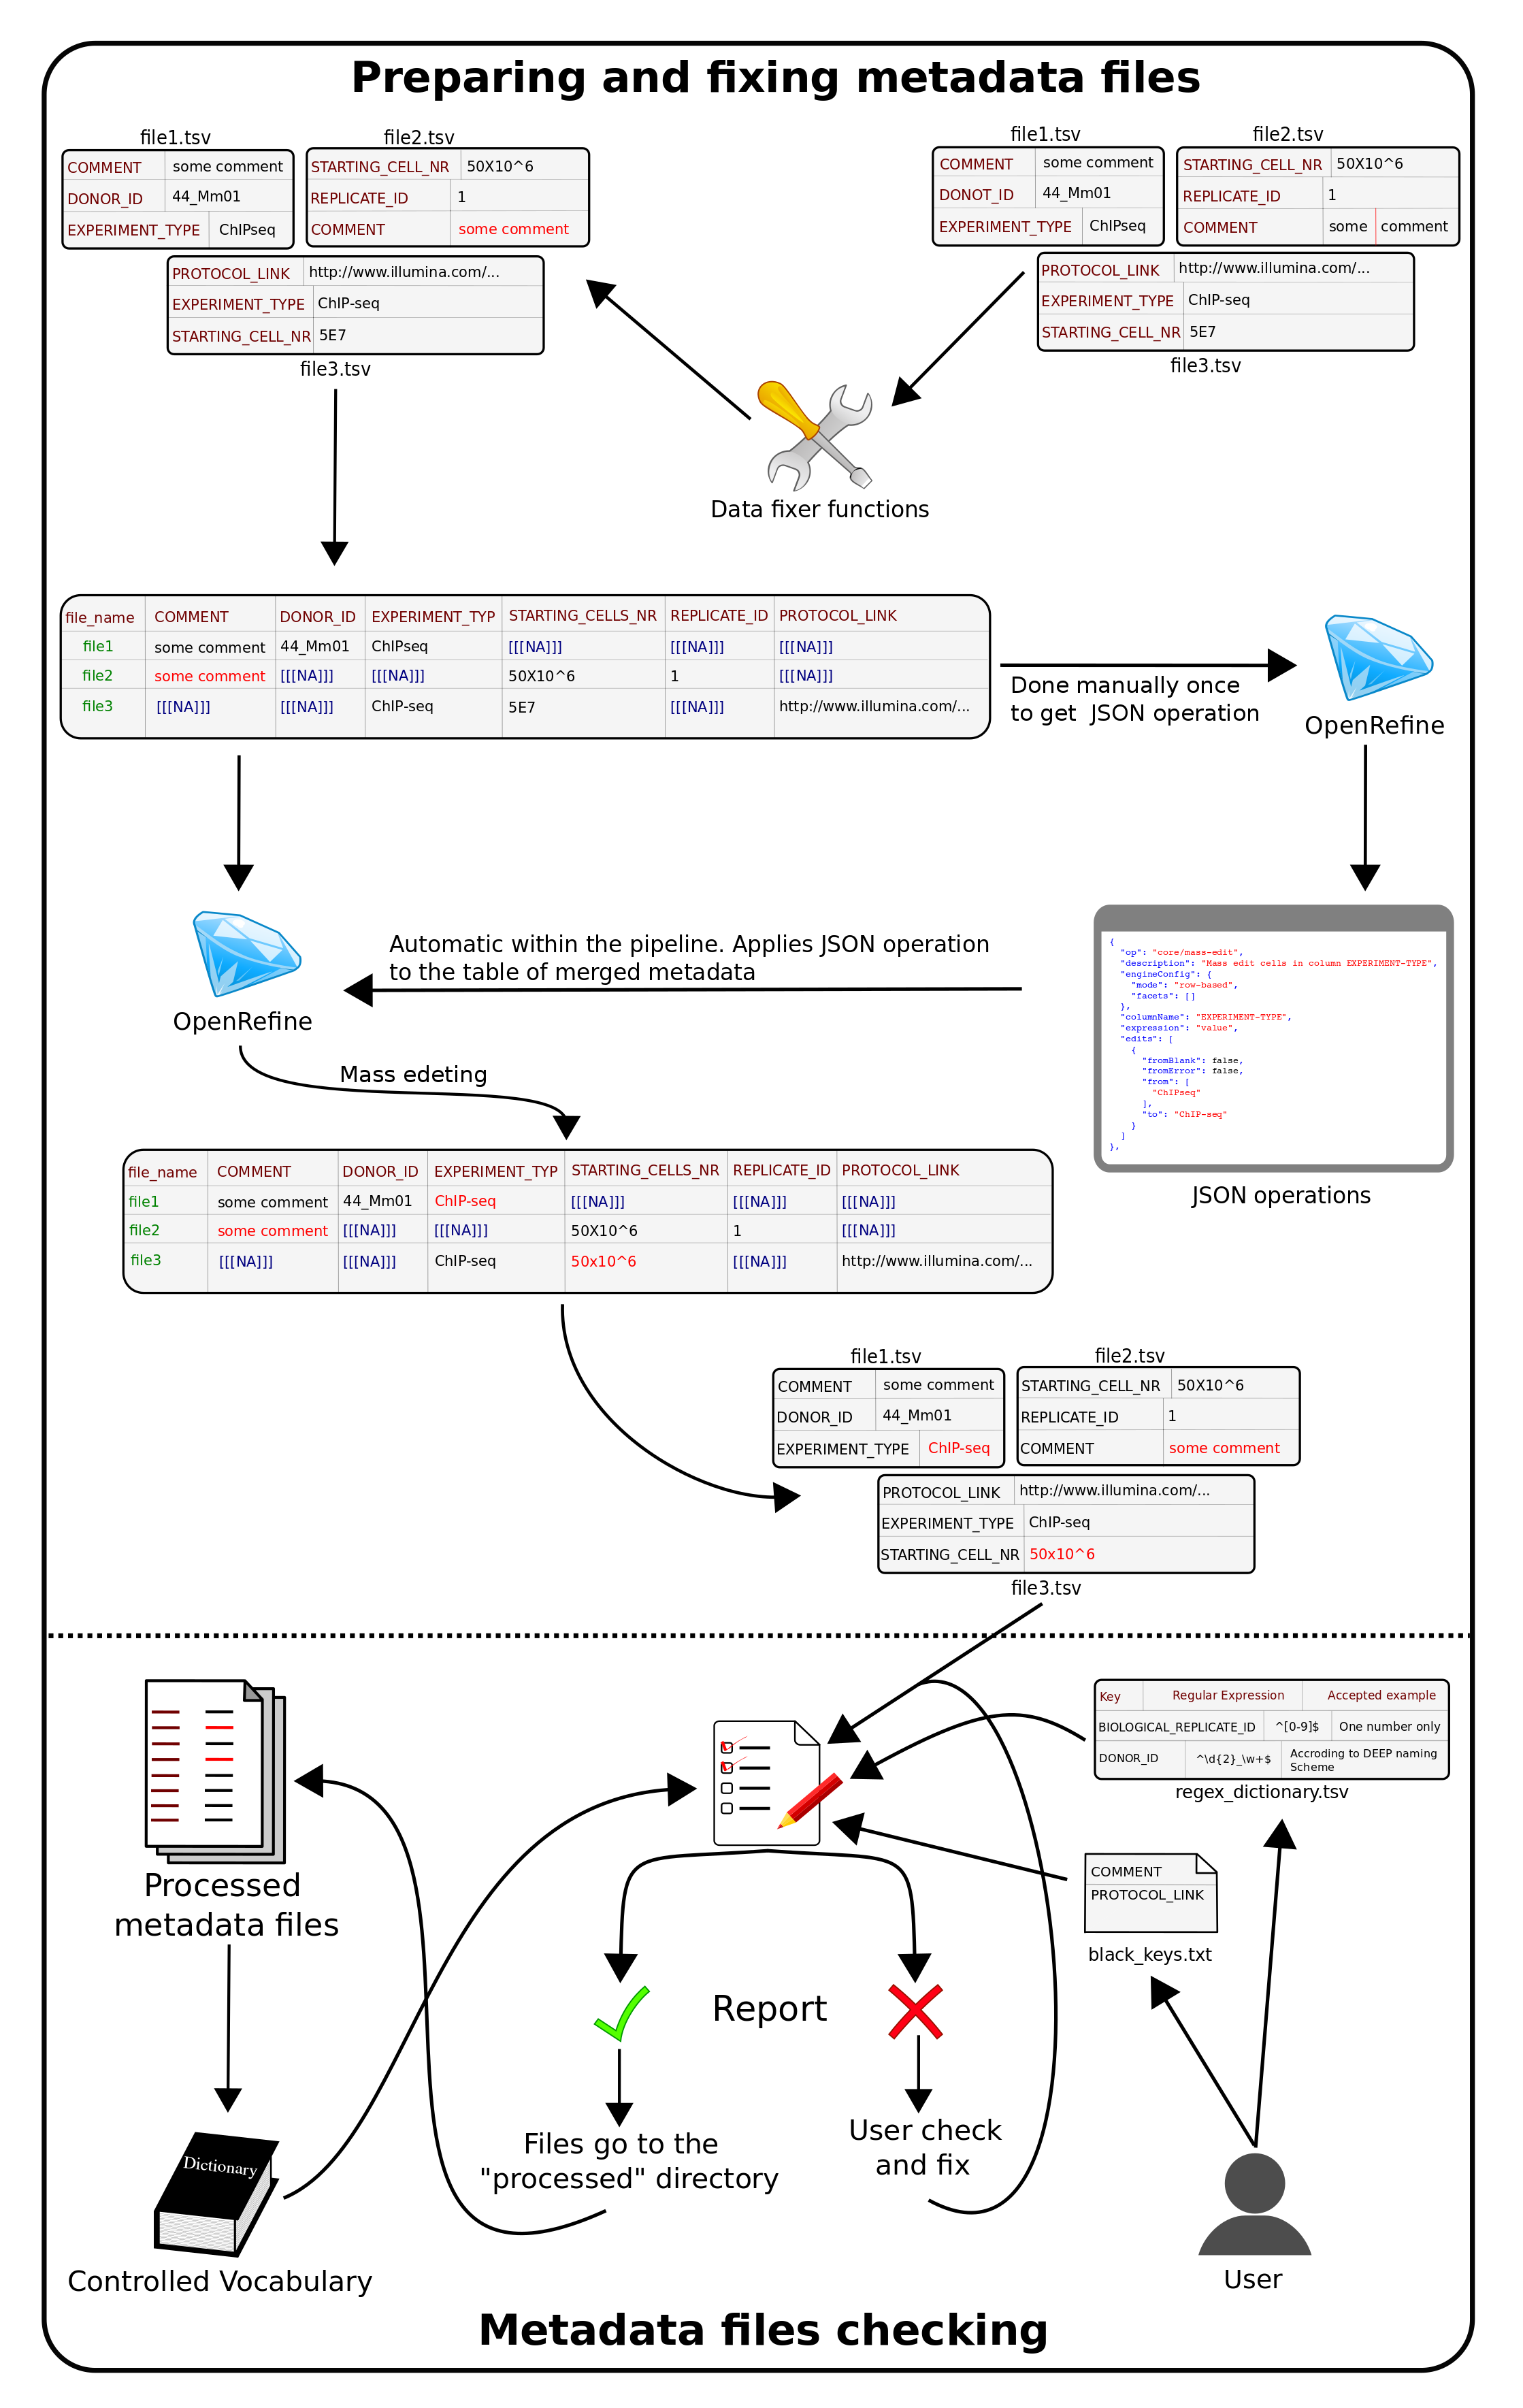 Preparing and fixing metadata files
file1.tsv
COMMENT some comment
DONOR_ID 44_Mm01
EXPERIMENT_TYPE ChIPseq
file2.tsv
STARTING_CELL_NR 50X10^6
REPLICATE_ID 1
COMMENT some comment
PROTOCOL_LINK http://www.illumina.com/...
EXPERIMENT_TYPE ChIP-seq
STARTING_CELL_NR 5E7
file3.tsv
file1.tsv
COMMENT some comment
DONOT_ID 44_Mm01
EXPERIMENT_TYPE ChIPseq
file2.tsv
STARTING_CELL_NR 50X10^6
REPLICATE_ID 1
COMMENT some comment
PROTOCOL_LINK http://www.illumina.com/...
EXPERIMENT_TYPE ChIP-seq
STARTING_CELL_NR 5E7
file3.tsv
Data fixer functions
file_name COMMENT DONOR_ID EXPERIMENT_TYP STARTING_CELLS_NR REPLICATE_ID PROTOCOL_LINK
file1 some comment 44_Mm01 ChIPseq [[[NA]]] [[[NA]]] [[[NA]]]
file2 some comment [[[NA]]] [[[NA]]] 50X10^6 1 [[[NA]]]
file3 [[[NA]]] [[[NA]]] ChIP-seq 5E7 [[[NA]]] http://www.illumina.com/...
Done manually once
to get JSON operation
OpenRefine
Automatic within the pipeline. Applies JSON operation
to the table of merged metadata
OpenRefine
{
"op": "core/mass-edit",
"description": "Mass edit cells in column EXPERIMENT-TYPE",
"engineConfig": {
"mode": "row-based",
"facets": []
},
"columnName": "EXPERIMENT-TYPE",
"expression": "value",
"edits": [
{
"fromBlank": false,
"fromError": false,
"from": [
"ChIPseq"
],
"to": "ChIP-seq"
}
]
},
JSON operations
Mass edeting
file_name COMMENT DONOR_ID EXPERIMENT_TYP STARTING_CELLS_NR REPLICATE_ID PROTOCOL_LINK
file1 some comment 44_Mm01 ChIP-seq [[[NA]]] [[[NA]]] [[[NA]]]
file2 some comment [[[NA]]] [[[NA]]] 50X10^6 1 [[[NA]]]
file3 [[[NA]]] [[[NA]]] ChIP-seq 50x10^6 [[[NA]]] http://www.illumina.com/...
file1.tsv
COMMENT some comment
DONOR_ID 44_Mm01
EXPERIMENT_TYPE ChIP-seq
file2.tsv
STARTING_CELL_NR 50X10^6
REPLICATE_ID 1
COMMENT some comment
PROTOCOL_LINK http://www.illumina.com/...
EXPERIMENT_TYPE ChIP-seq
STARTING_CELL_NR 50x10^6
file3.tsv
Key Regular Expression Accepted example
BIOLOGICAL_REPLICATE_ID ^[0-9]$ One number only
DONOR_ID ^\d{2}_\w+$ Accroding to DEEP naming
Scheme
regex_dictionary.tsv
COMMENT
PROTOCOL_LINK
black_keys.txt
Processed
metadata files
Report
Files go to the
"processed" directory
User check
and fix
Dictionary
Controlled Vocabulary
User
Metadata files checking